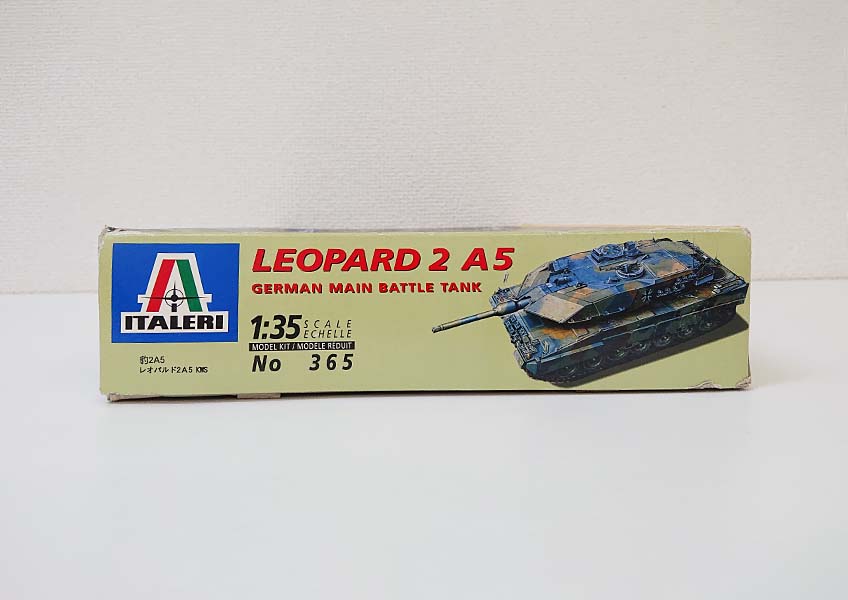 ITALERI
LEOPARD 2 A5
GERMAN MAIN BATTLE TANK
1:35 SCALE
ECHELLE
MODEL KIT / MODELE REDUIT
No 365
豹2A5
レオパルド2A5 KWS